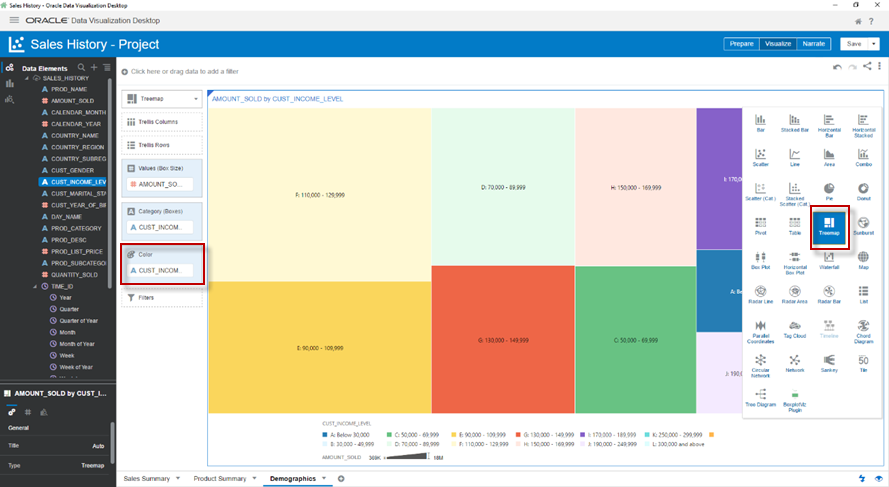 Sales History - Oracle Data Visualization Desktop
ORACLE Data Visualization Desktop
Sales History - Project
Prepare Visualize Narrate
Save
Data Elements
SALES_HISTORY
PROD_NAME
AMOUNT_SOLD
CALENDAR_MONTH
CALENDAR_YEAR
COUNTRY_NAME
COUNTRY_REGION
COUNTRY_SUBREG
CUST_GENDER
CUST_INCOME_LEV
CUST_MARITAL_STA
CUST_YEAR_OF_BIR
DAY_NAME
PROD_CATEGORY
PROD_DESC
PROD_LIST_PRICE
PROD_SUBCATEGO
QUANTITY_SOLD
TIME_ID
Year
Quarter
Quarter of Year
Month
Month of Year
Week
Week of Year
AMOUNT_SOLD by CUST_I...
General
Title Auto
Type Treemap
Click here or drag data to add a filter
Treemap
Trellis Columns
Trellis Rows
Values (Box Size)
AMOUNT_SO...
Category (Boxes)
CUST_INCOM...
Color
CUST_INCOM...
Filters
AMOUNT_SOLD by CUST_INCOME_LEVEL
F: 110,000 - 129,999
D: 70,000 - 89,999
H: 150,000 - 169,999
I: 170,0
E: 90,000 - 109,999
G: 130,000 - 149,999
C: 50,000 - 69,999
A: Be
J: 190,0
CUST_INCOME_LEVEL
A: Below 30,000 C: 50,000 - 69,999 E: 90,000 - 109,999 G: 130,000 - 149,999 I: 170,000 - 189,999 K: 250,000 - 299,999
B: 30,000 - 49,999 D: 70,000 - 89,999 F: 110,000 - 129,999 H: 150,000 - 169,999 J: 190,000 - 249,999 L: 300,000 and above
AMOUNT_SOLD 369K 18M
Bar Stacked Bar Horizontal Bar Horizontal Stacked
Scatter Line Area Combo
Scatter (Cat.) Stacked Scatter (Cat.) Pie Donut
Pivot Table Treemap Sunburst
Box Plot Horizontal Box Plot Waterfall Map
Radar Line Radar Area Radar Bar List
Parallel Coordinates Tag Cloud Timeline Chord Diagram
Circular Network Network Sankey Tile
Tree Diagram BoxplotViz Plugin
Sales Summary Product Summary Demographics